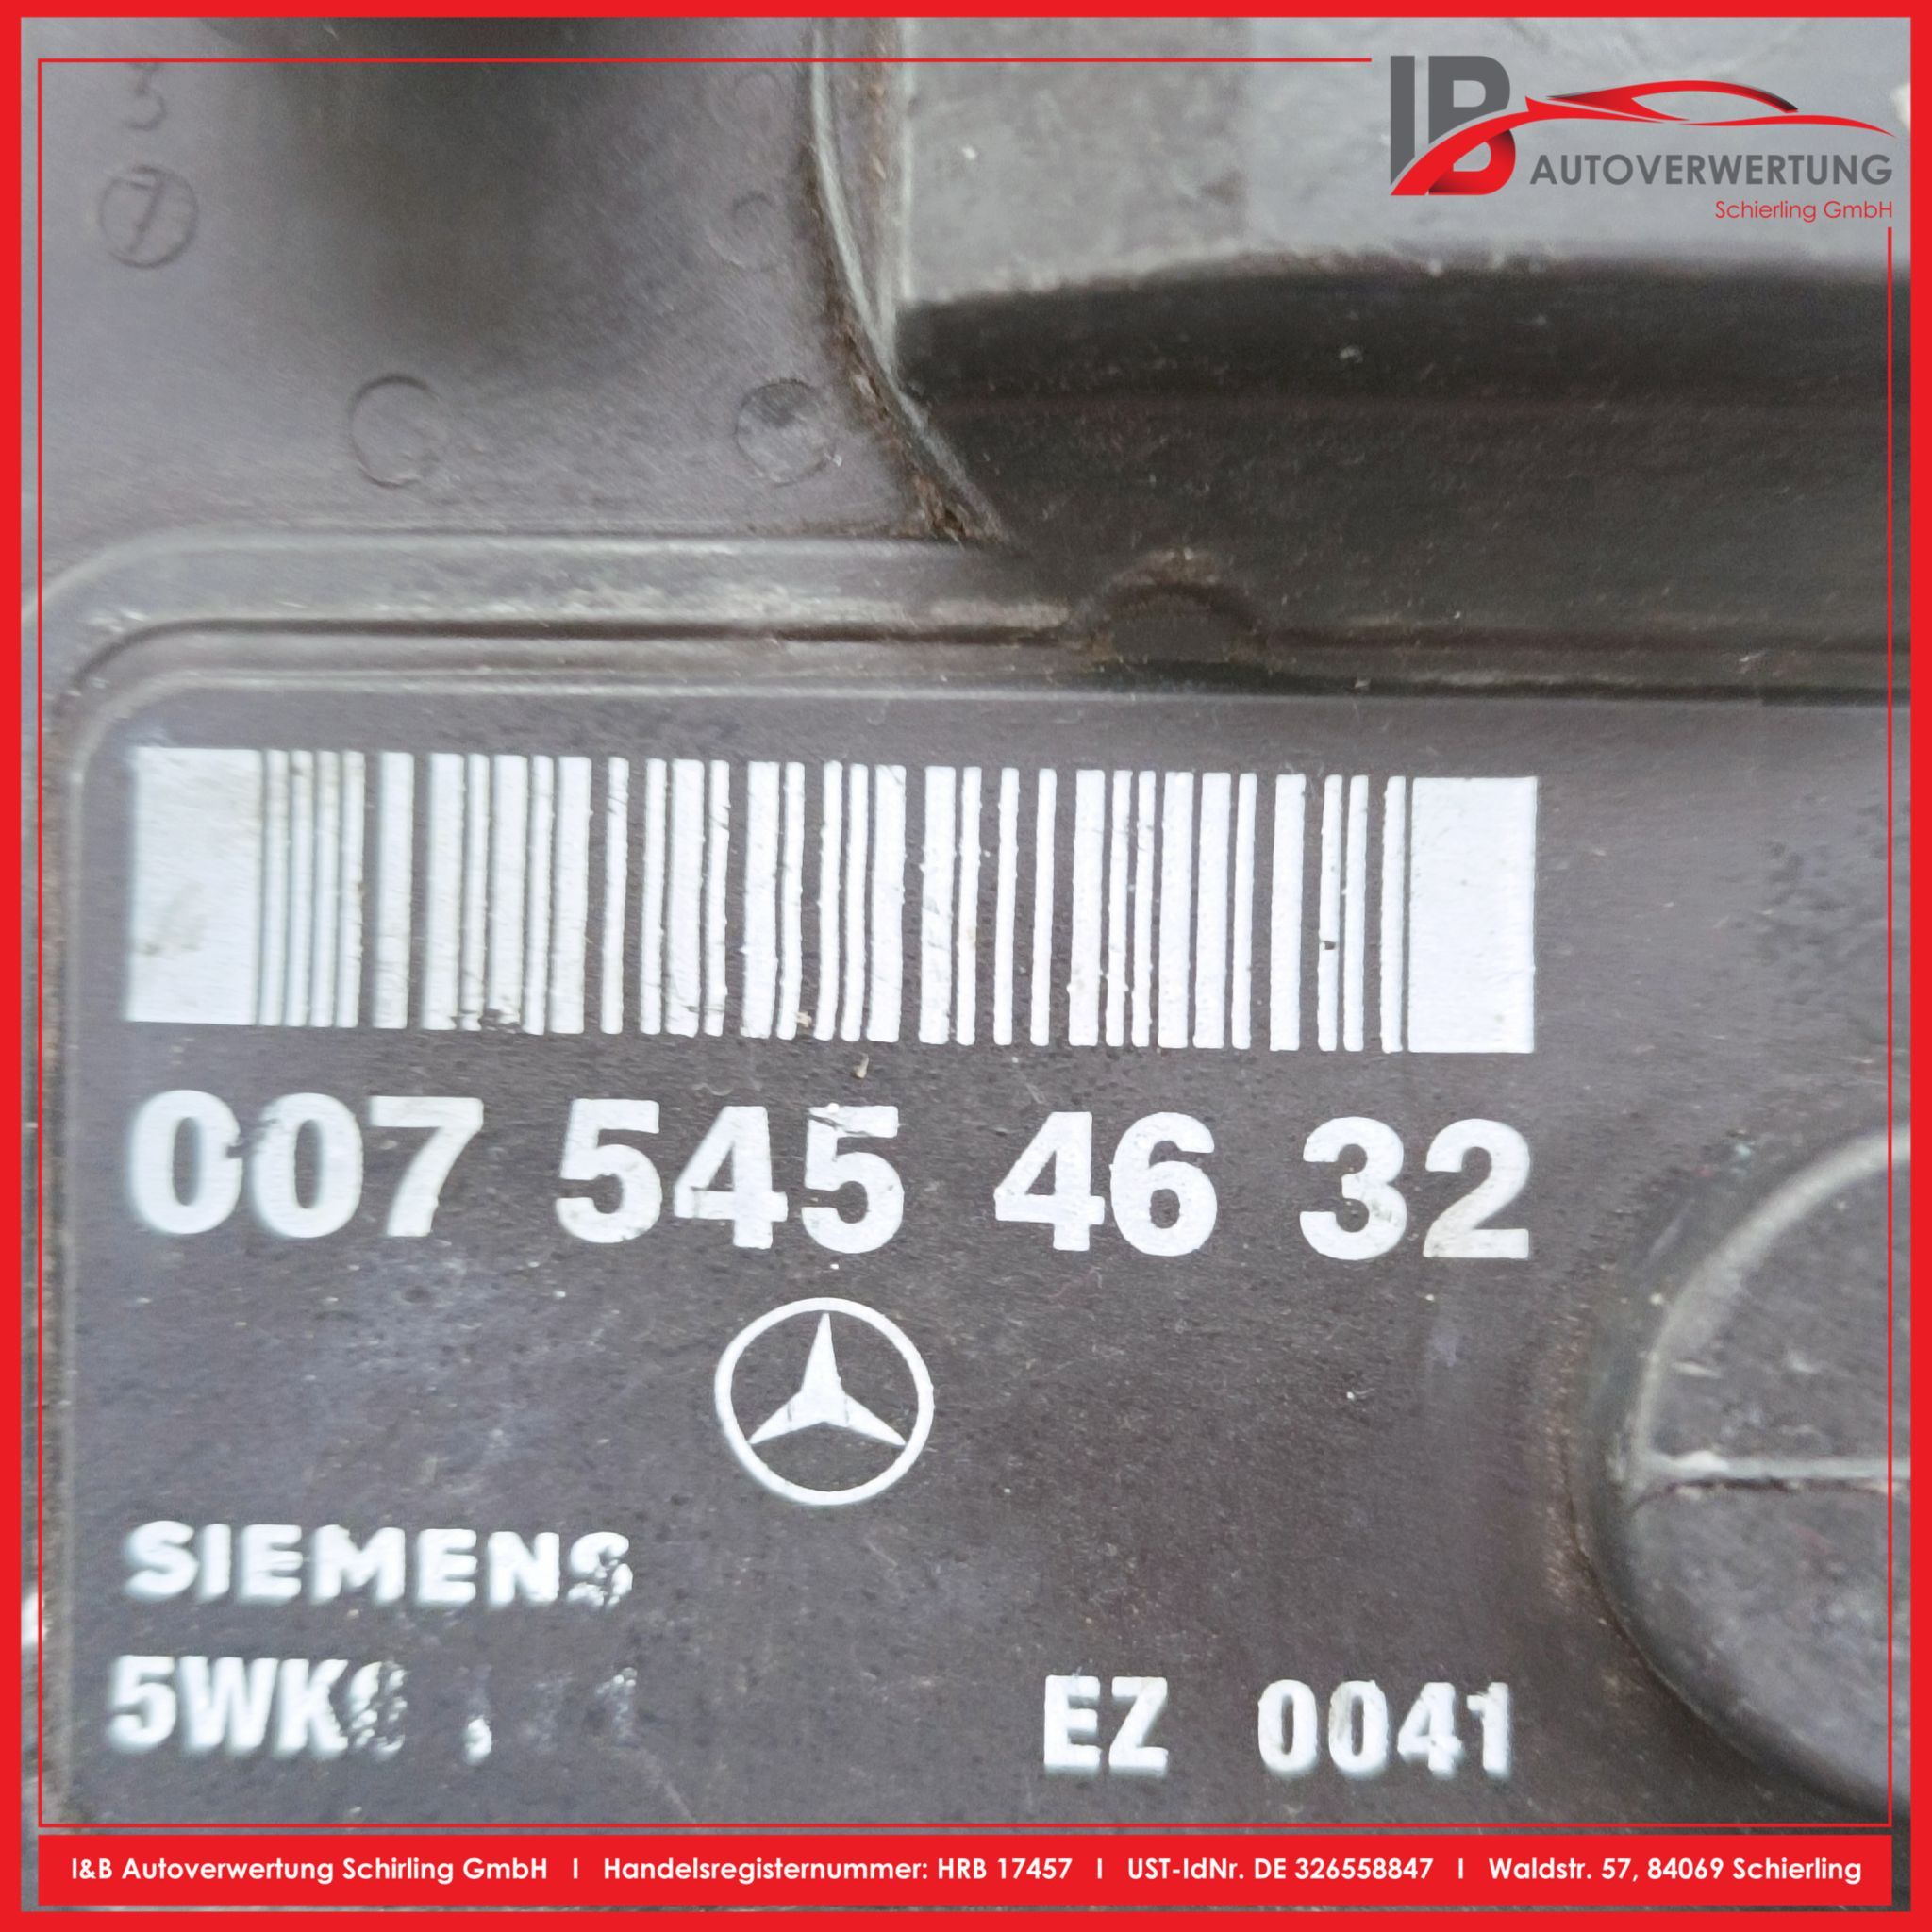 IB
AUTOVERWERTUNG
Schierling GmbH
7
007 545 46 32
SIEMENS
EZ 0041
I&B Autoverwertung Schirling GmbH I Handelsregisternummer: HRB 17457 I UST-IdNr. DE 326558847 I Waldstr. 57, 84069 Schierling